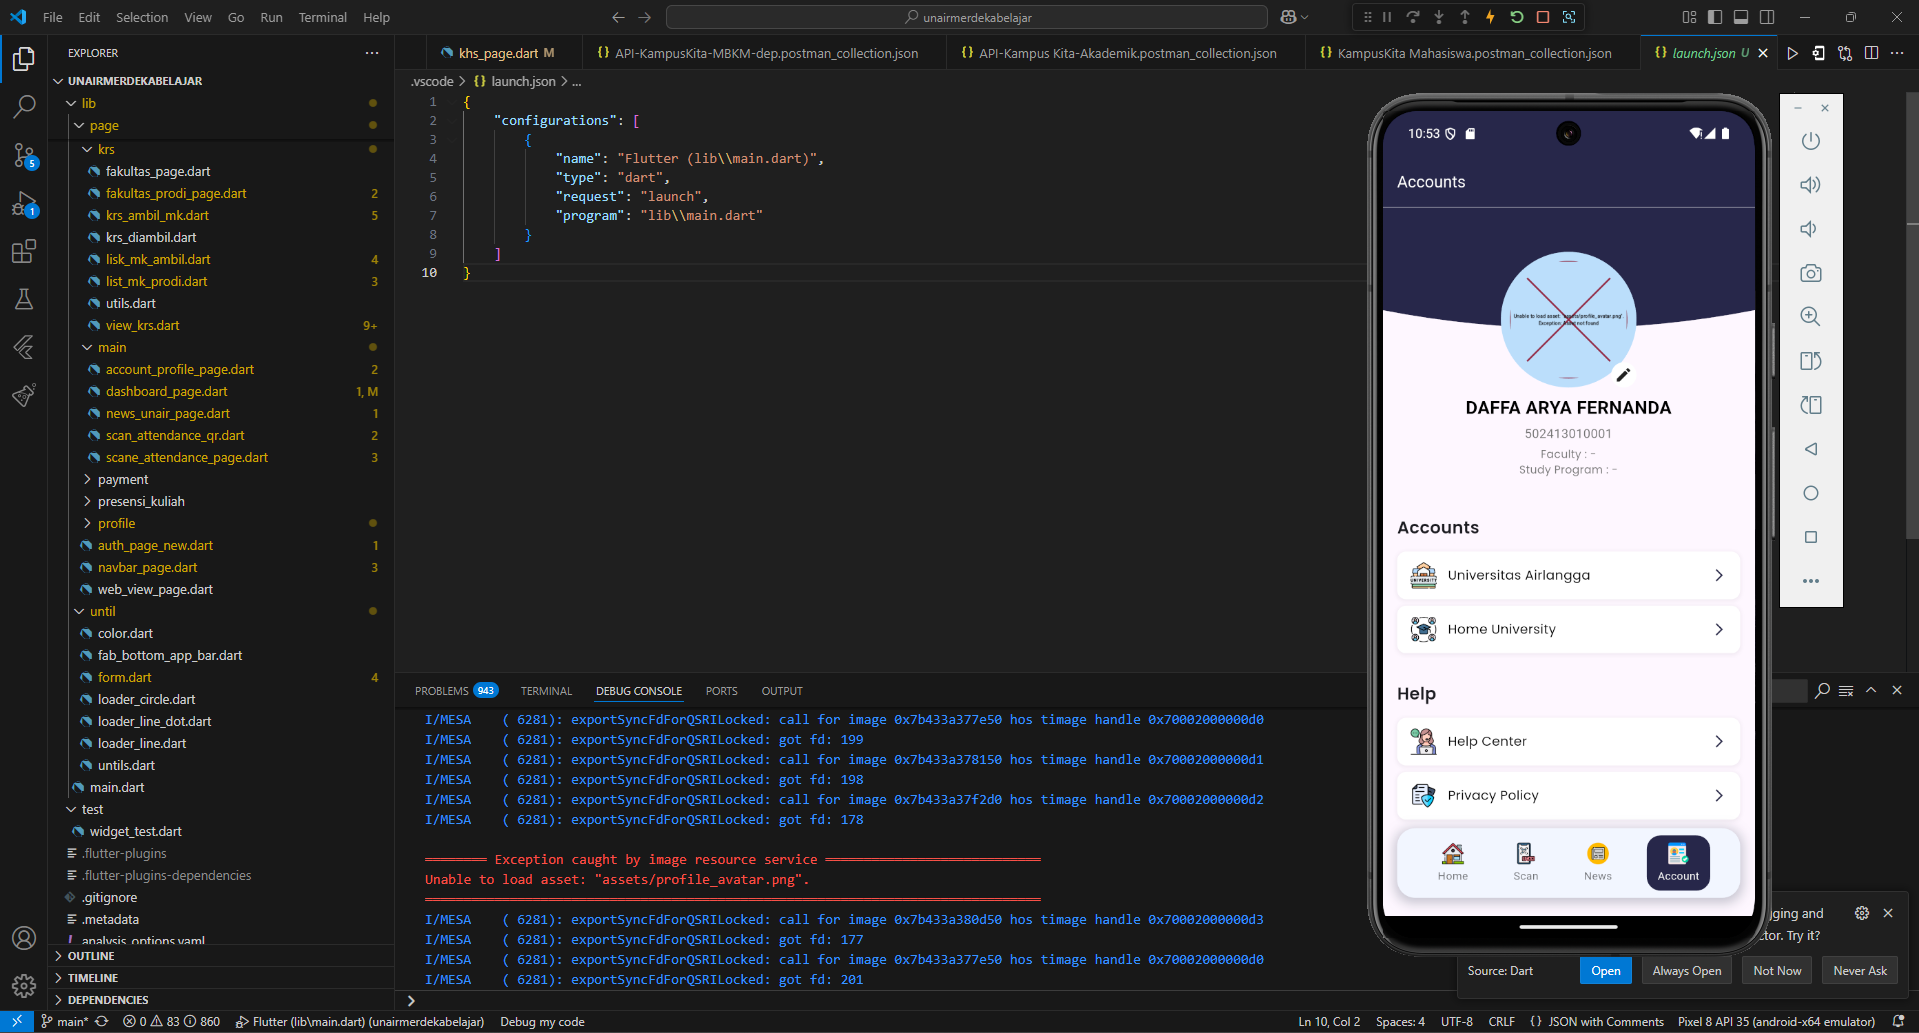 File Edit Selection View Go Run Terminal Help
unairmerdekabelajar
EXPLORER
UNAIRMERDEKABELAJAR
lib
page
krs
fakultas_page.dart
fakultas_prodi_page.dart 2
krs_ambil_mk.dart 5
krs_diambil.dart
lisk_mk_ambil.dart 4
list_mk_prodi.dart 3
utils.dart
view_krs.dart 9+
main
account_profile_page.dart 2
dashboard_page.dart 1, M
news_unair_page.dart 1
scan_attendance_qr.dart 2
scane_attendance_page.dart 3
payment
presensi_kuliah
profile
auth_page_new.dart 1
navbar_page.dart 3
web_view_page.dart
until
color.dart
fab_bottom_app_bar.dart
form.dart 4
loader_circle.dart
loader_line_dot.dart
loader_line.dart
untils.dart
main.dart
test
widget_test.dart
.flutter-plugins
.flutter-plugins-dependencies
.gitignore
.metadata
analysis_options.yaml
OUTLINE
TIMELINE
DEPENDENCIES
5
1
khs_page.dart M
{} API-KampusKita-MBKM-dep.postman_collection.json
{} API-Kampus Kita-Akademik.postman_collection.json
{} KampusKita Mahasiswa.postman_collection.json
{} launch.json U
.vscode > {} launch.json > ...
1 {
2 "configurations": [
3 {
4 "name": "Flutter (lib\\main.dart)",
5 "type": "dart",
6 "request": "launch",
7 "program": "lib\\main.dart"
8 }
9 ]
10 }
PROBLEMS 943 TERMINAL DEBUG CONSOLE PORTS OUTPUT
I/MESA ( 6281): exportSyncFdForQSRILocked: call for image 0x7b433a377e50 hos timage handle 0x70002000000d0
I/MESA ( 6281): exportSyncFdForQSRILocked: got fd: 199
I/MESA ( 6281): exportSyncFdForQSRILocked: call for image 0x7b433a378150 hos timage handle 0x70002000000d1
I/MESA ( 6281): exportSyncFdForQSRILocked: got fd: 198
I/MESA ( 6281): exportSyncFdForQSRILocked: call for image 0x7b433a37f2d0 hos timage handle 0x70002000000d2
I/MESA ( 6281): exportSyncFdForQSRILocked: got fd: 178
════════ Exception caught by image resource service ════════════════════════════
Unable to load asset: "assets/profile_avatar.png".
════════════════════════════════════════════════════════════════════════════════
I/MESA ( 6281): exportSyncFdForQSRILocked: call for image 0x7b433a380d50 hos timage handle 0x70002000000d3
I/MESA ( 6281): exportSyncFdForQSRILocked: got fd: 177
I/MESA ( 6281): exportSyncFdForQSRILocked: call for image 0x7b433a377e50 hos timage handle 0x70002000000d0
I/MESA ( 6281): exportSyncFdForQSRILocked: got fd: 201
10:53
Accounts
Unable to load asset: "assets/profile_avatar.png".
Exception: Asset not found
DAFFA ARYA FERNANDA
502413010001
Faculty : -
Study Program : -
Accounts
UNIVERSITY
Universitas Airlangga
Home University
Help
Help Center
Privacy Policy
Home Scan News Account
gging and
ctor. Try it?
Source: Dart Open Always Open Not Now Never Ask
main* 0 83 860 Flutter (lib\main.dart) (unairmerdekabelajar) Debug my code
Ln 10, Col 2 Spaces: 4 UTF-8 CRLF {} JSON with Comments Pixel 8 API 35 (android-x64 emulator)